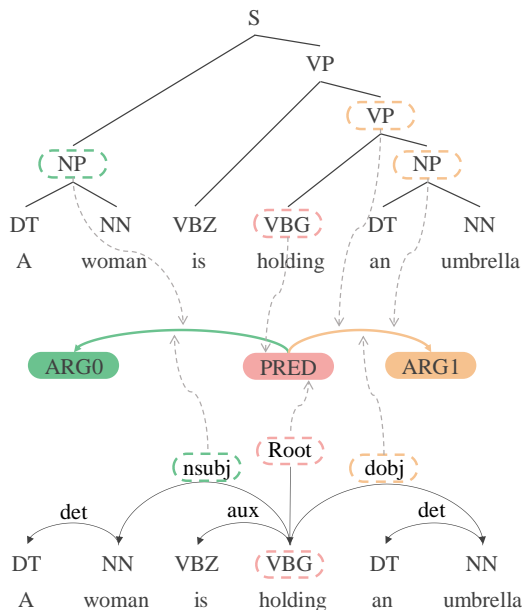 S
VP
VP
NP NP
DT NN VBZ VBG DT NN
A woman is holding an umbrella
ARG0 PRED ARG1
nsubj Root dobj
det aux det
DT NN VBZ VBG DT NN
A woman is holding an umbrella